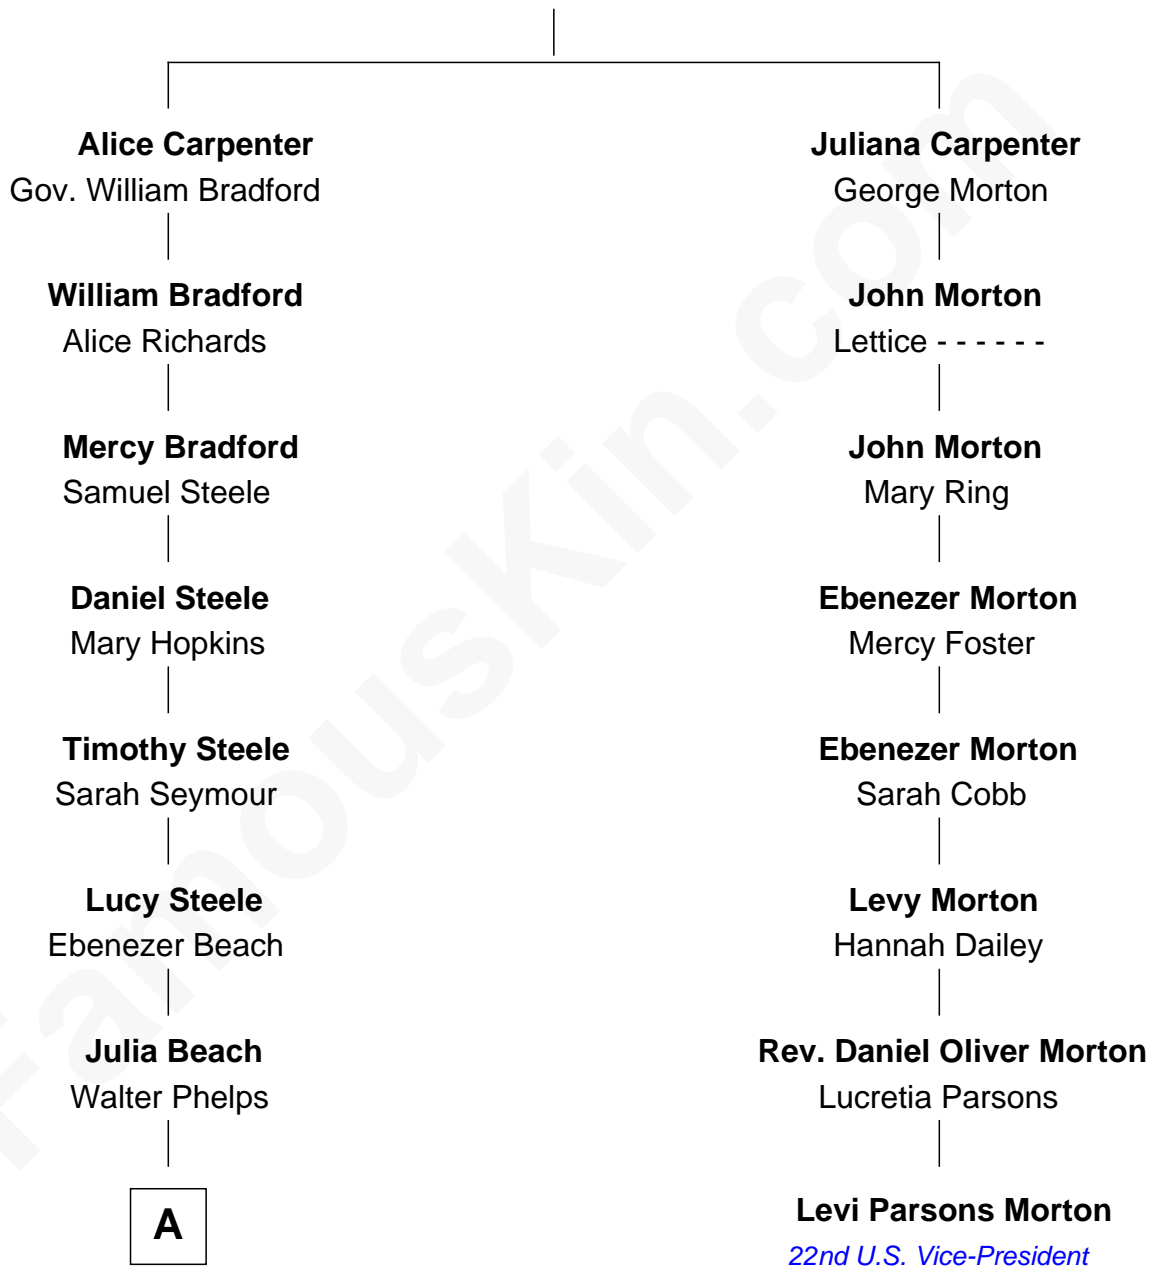 Alice Carpenter
Gov. William Bradford
William Bradford
Alice Richards
Mercy Bradford
Samuel Steele
Daniel Steele
Mary Hopkins
Timothy Steele
Sarah Seymour
Lucy Steele
Ebenezer Beach
Julia Beach
Walter Phelps
A
Juliana Carpenter
George Morton
John Morton
Lettice - - - - - -
John Morton
Mary Ring
Ebenezer Morton
Mercy Foster
Ebenezer Morton
Sarah Cobb
Levy Morton
Hannah Dailey
Rev. Daniel Oliver Morton
Lucretia Parsons
Levi Parsons Morton
22nd U.S. Vice-President
FamousKin.com